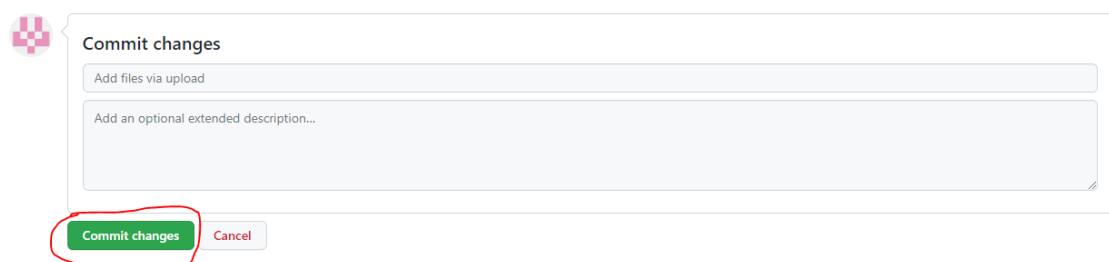 Commit changes
Add files via upload
Add an optional extended description...
Commit changes
Cancel